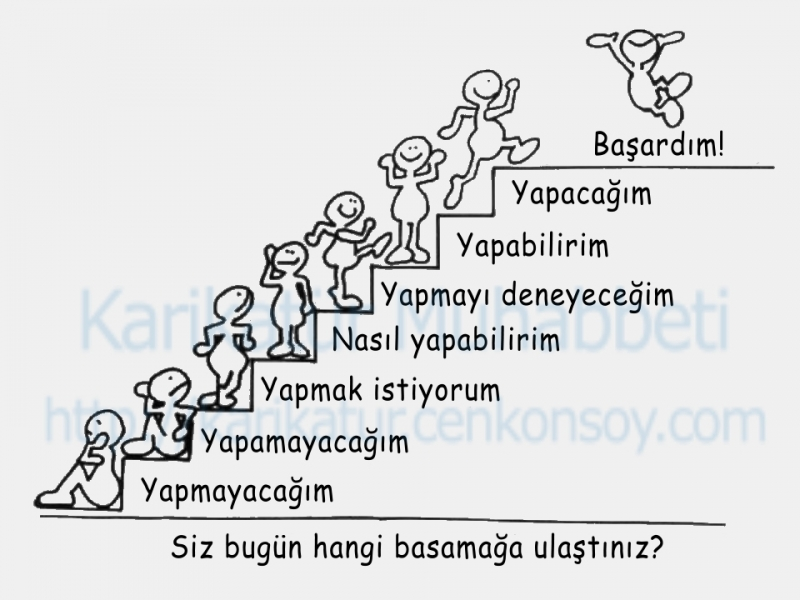 Başardım!
Yapacağım
Yapabilirim
Yapmayı deneyeceğim
Karikatür Muhabbeti
Nasıl yapabilirim
Yapmak istiyorum
http://karikatur.cenkonsoy.com
Yapamayacağım
Yapmayacağım
Siz bugün hangi basamağa ulaştınız?